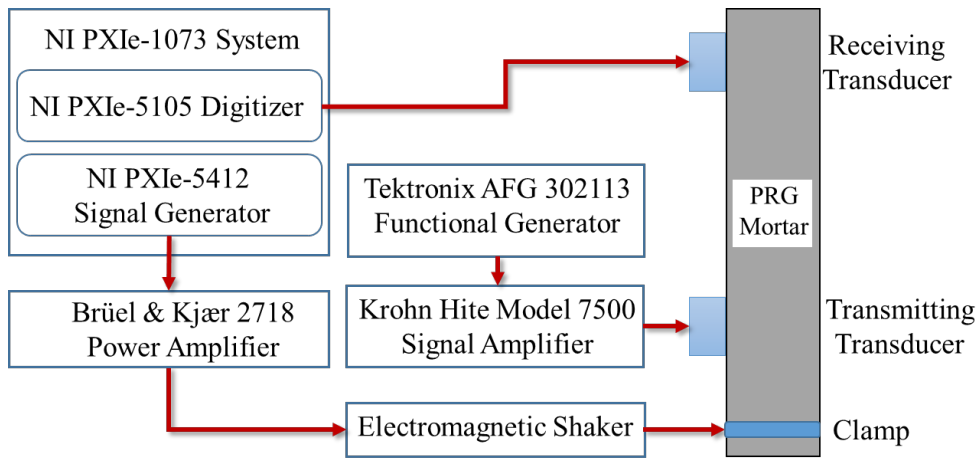 NI PXIe-1073 System
NI PXIe-5105 Digitizer
NI PXIe-5412
Signal Generator
Brüel & Kjær 2718
Power Amplifier
Tektronix AFG 302113
Functional Generator
Krohn Hite Model 7500
Signal Amplifier
Electromagnetic Shaker
Receiving
Transducer
PRG
Mortar
Transmitting
Transducer
Clamp